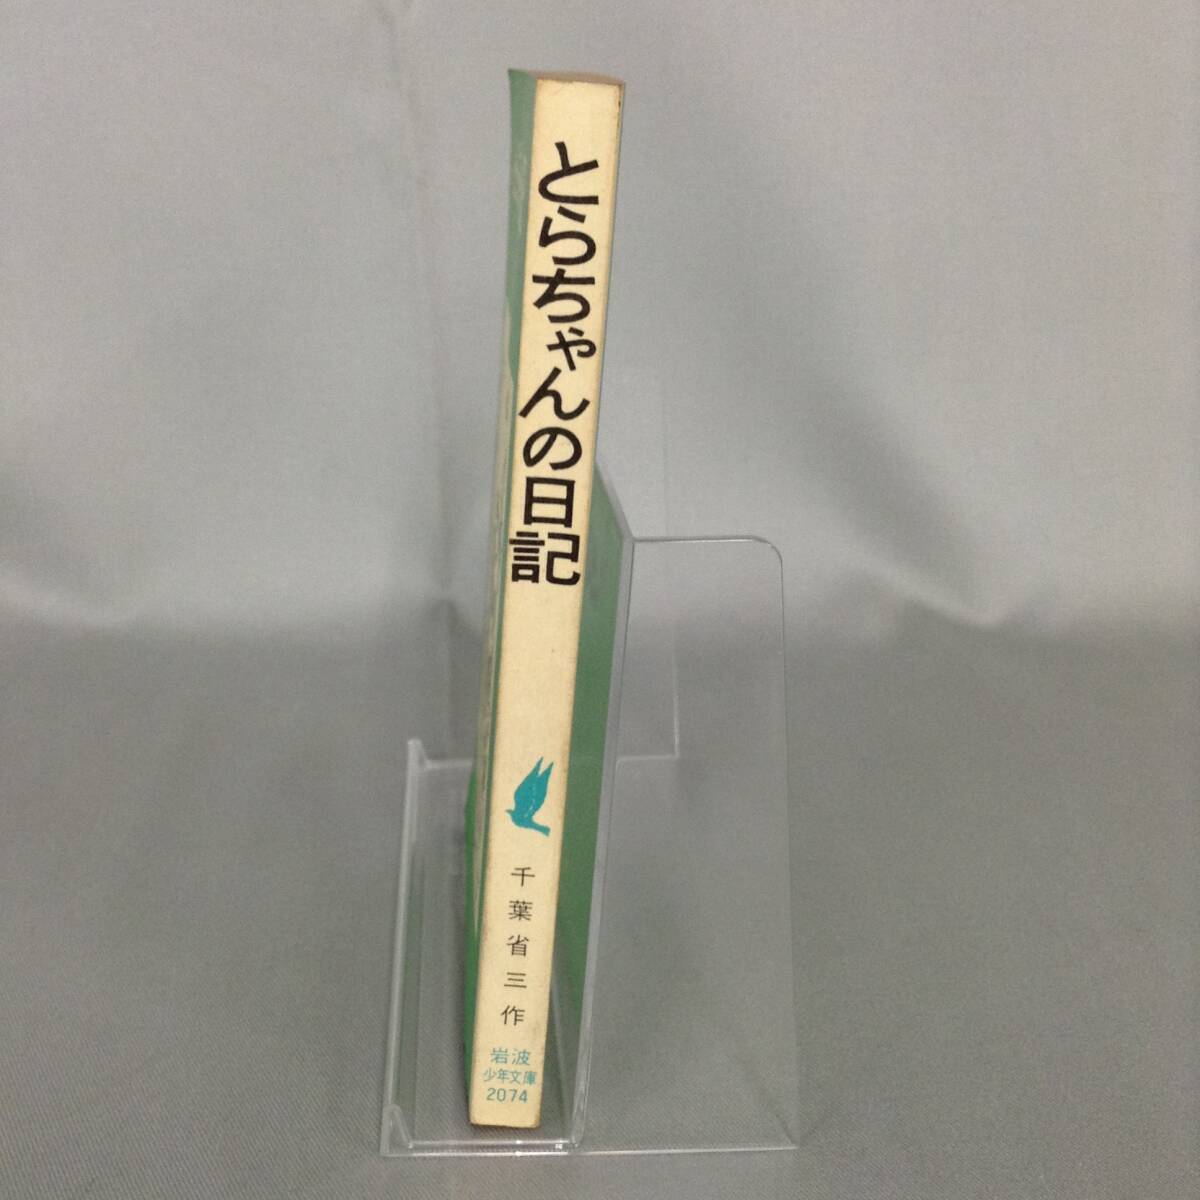 とらちゃんの日記
千葉省三作
岩波
少年文庫
2074